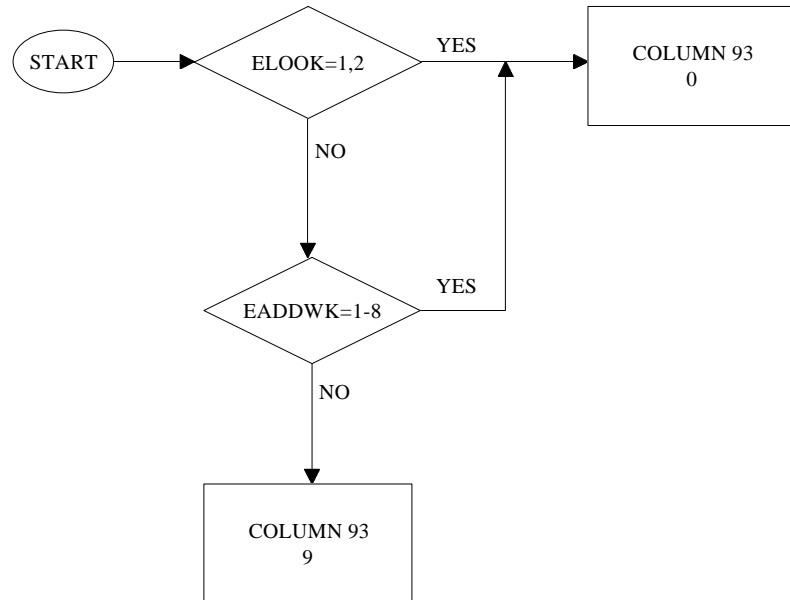 START
ELOOK=1,2
YES
COLUMN 93
0
NO
EADDWK=1-8
YES
NO
COLUMN 93
9